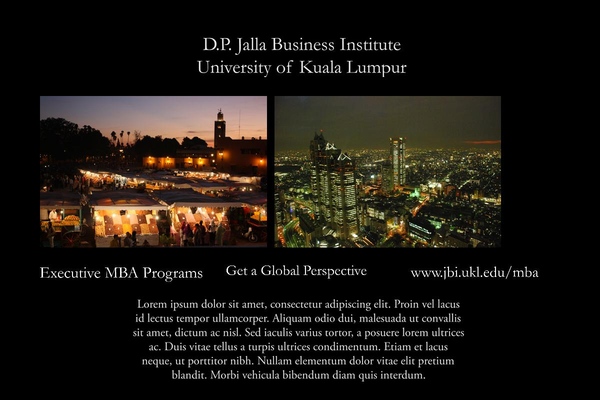 D.P. Jalla Business Institute
University of Kuala Lumpur
Executive MBA Programs
Get a Global Perspective
www.jbi.ukl.edu/mba
Lorem ipsum dolor sit amet, consectetur adipiscing elit. Proin vel lacus
id lectus tempor ullamcorper. Aliquam odio dui, malesuada ut convallis
sit amet, dictum ac nisl. Sed iaculis varius tortor, a posuere lorem ultrices
ac. Duis vitae tellus a turpis ultrices condimentum. Etiam et lacus
neque, ut porttitor nibh. Nullam elementum dolor vitae elit pretium
blandit. Morbi vehicula bibendum diam quis interdum.